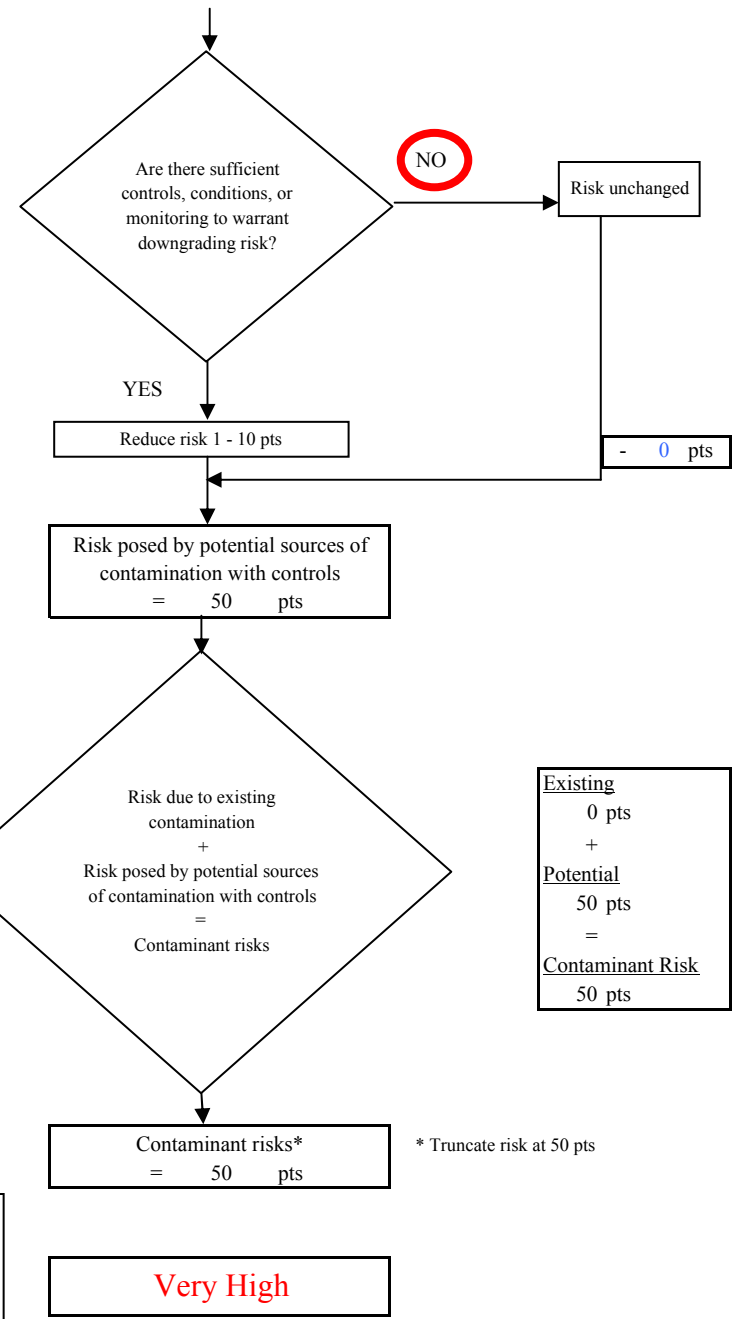 Are there sufficient
controls, conditions, or
monitoring to warrant
downgrading risk?
NO
Risk unchanged
YES
Reduce risk 1 - 10 pts
- 0 pts
Risk posed by potential sources of
contamination with controls
= 50 pts
Risk due to existing
contamination
+
Risk posed by potential sources
of contamination with controls
=
Contaminant risks
Existing
0 pts
+
Potential
50 pts
=
Contaminant Risk
50 pts
Contaminant risks*
= 50 pts
* Truncate risk at 50 pts
Very High